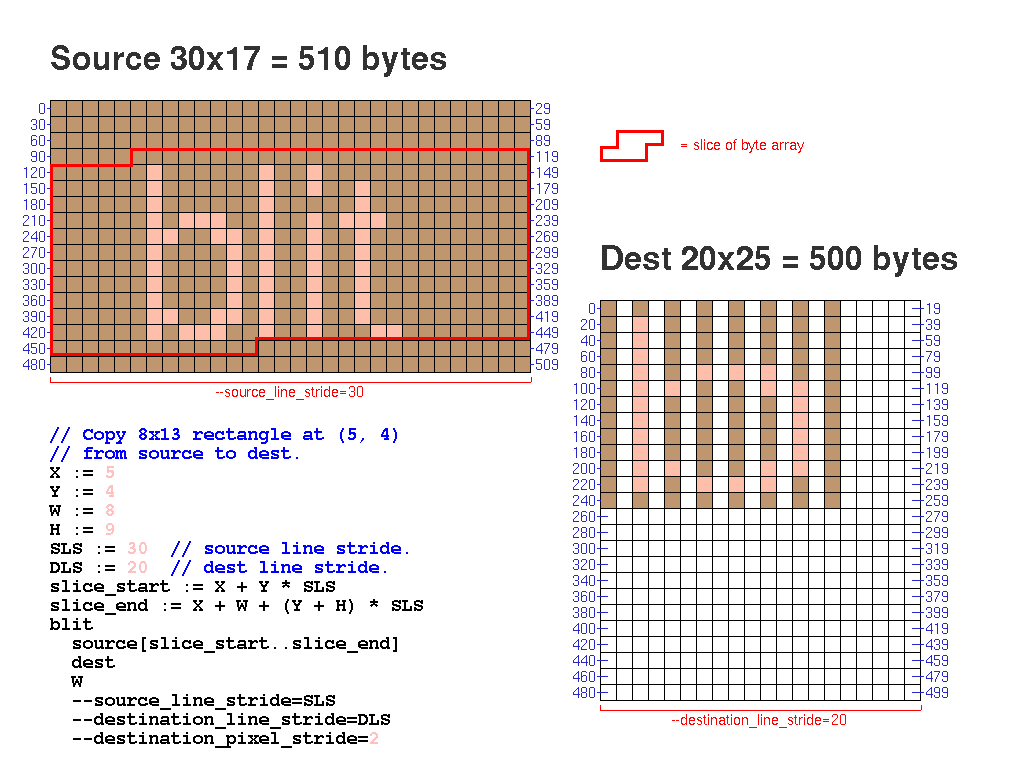 Source 30x17 = 510 bytes
0 29
30 59
60 89
90 119
120 149
150 179
180 209
210 239
240 269
270 299
300 329
330 359
360 389
390 419
420 449
450 479
480 509
--source_line_stride=30
= slice of byte array
Dest 20x25 = 500 bytes
0 19
20 39
40 59
60 79
80 99
100 119
120 139
140 159
160 179
180 199
200 219
220 239
240 259
260 279
280 299
300 319
320 339
340 359
360 379
380 399
400 419
420 439
440 459
460 479
480 499
--destination_line_stride=20
// Copy 8x13 rectangle at (5, 4)
// from source to dest.
X := 5
Y := 4
W := 8
H := 9
SLS := 30  // source line stride.
DLS := 20  // dest line stride.
slice_start := X + Y * SLS
slice_end := X + W + (Y + H) * SLS
blit
  source[slice_start..slice_end]
  dest
  W
  --source_line_stride=SLS
  --destination_line_stride=DLS
  --destination_pixel_stride=2